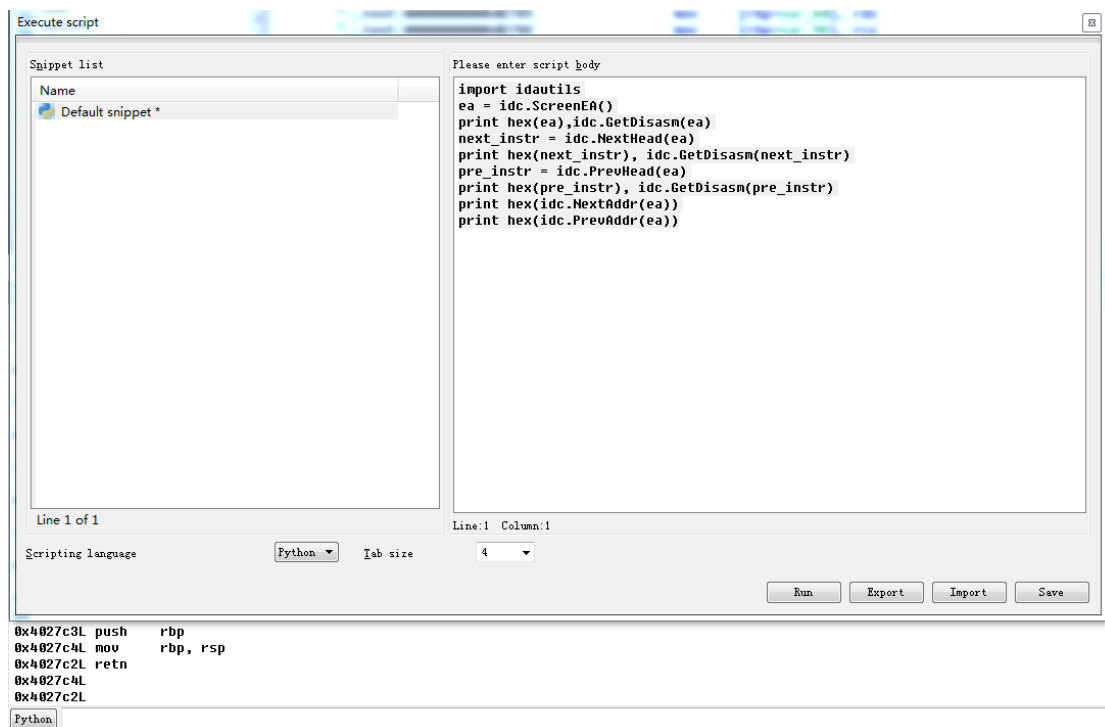 Execute script
Snippet list
Name
Default snippet *
Line 1 of 1
Please enter script body
import idautils
ea = idc.ScreenEA()
print hex(ea),idc.GetDisasm(ea)
next_instr = idc.NextHead(ea)
print hex(next_instr), idc.GetDisasm(next_instr)
pre_instr = idc.PrevHead(ea)
print hex(pre_instr), idc.GetDisasm(pre_instr)
print hex(idc.NextAddr(ea))
print hex(idc.PrevAddr(ea))
Line:1 Column:1
Scripting language Python Tab size 4
Run Export Import Save
0x4027c3L push rbp
0x4027c4L mov rbp, rsp
0x4027c2L retn
0x4027c4L
0x4027c2L
Python